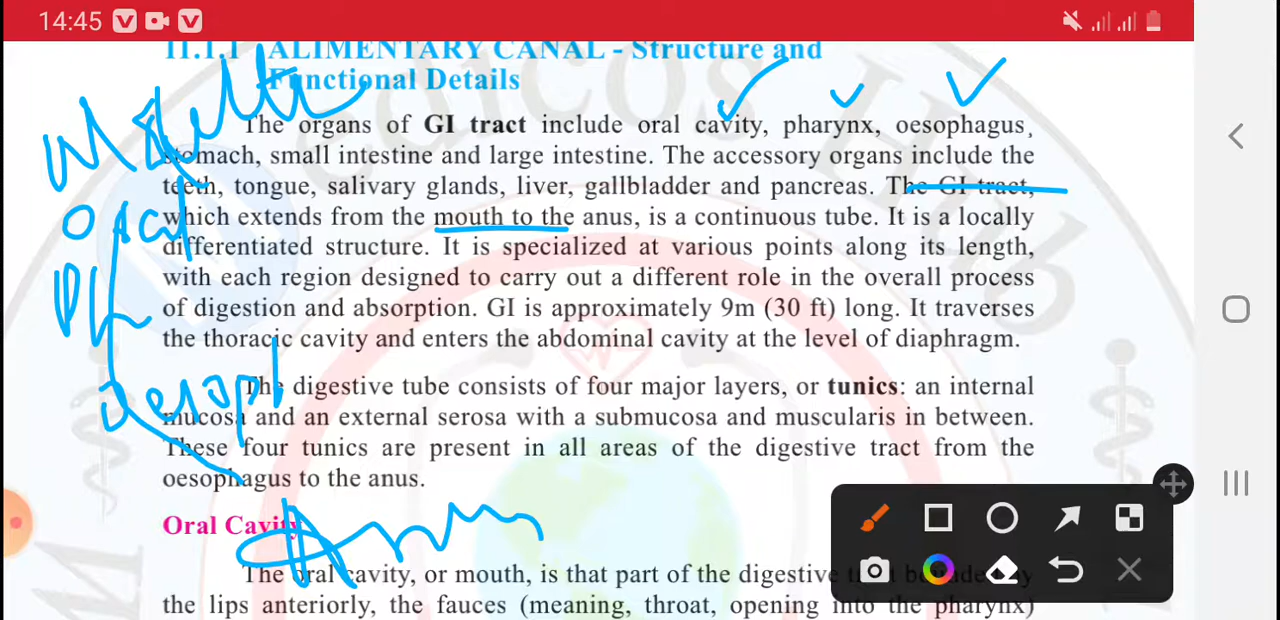 14:45
II.1.1 ALIMENTARY CANAL - Structure and
Functional Details
The organs of GI tract include oral cavity, pharynx, oesophagus,
stomach, small intestine and large intestine. The accessory organs include the
teeth, tongue, salivary glands, liver, gallbladder and pancreas. The GI tract,
which extends from the mouth to the anus, is a continuous tube. It is a locally
differentiated structure. It is specialized at various points along its length,
with each region designed to carry out a different role in the overall process
of digestion and absorption. GI is approximately 9m (30 ft) long. It traverses
the thoracic cavity and enters the abdominal cavity at the level of diaphragm.
The digestive tube consists of four major layers, or tunics: an internal
mucosa and an external serosa with a submucosa and muscularis in between.
These four tunics are present in all areas of the digestive tract from the
oesophagus to the anus.
Oral Cavity
The oral cavity, or mouth, is that part of the digestive
the lips anteriorly, the fauces (meaning, throat, opening into the pharynx)